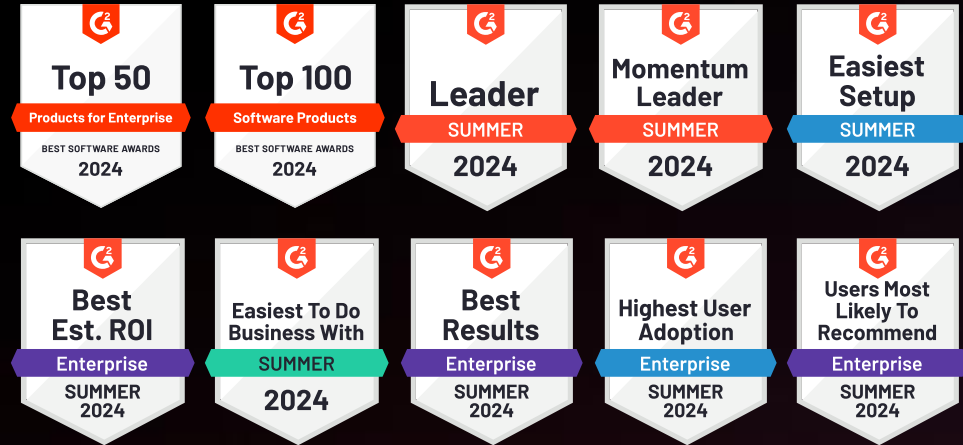 G2
Top 50
Products for Enterprise
BEST SOFTWARE AWARDS
2024
G2
Top 100
Software Products
BEST SOFTWARE AWARDS
2024
G2
Leader
SUMMER
2024
G2
Momentum
Leader
SUMMER
2024
G2
Easiest
Setup
SUMMER
2024
G2
Best
Est. ROI
Enterprise
SUMMER
2024
G2
Easiest To Do
Business With
SUMMER
2024
G2
Best
Results
Enterprise
SUMMER
2024
G2
Highest User
Adoption
Enterprise
SUMMER
2024
G2
Users Most
Likely To
Recommend
Enterprise
SUMMER
2024